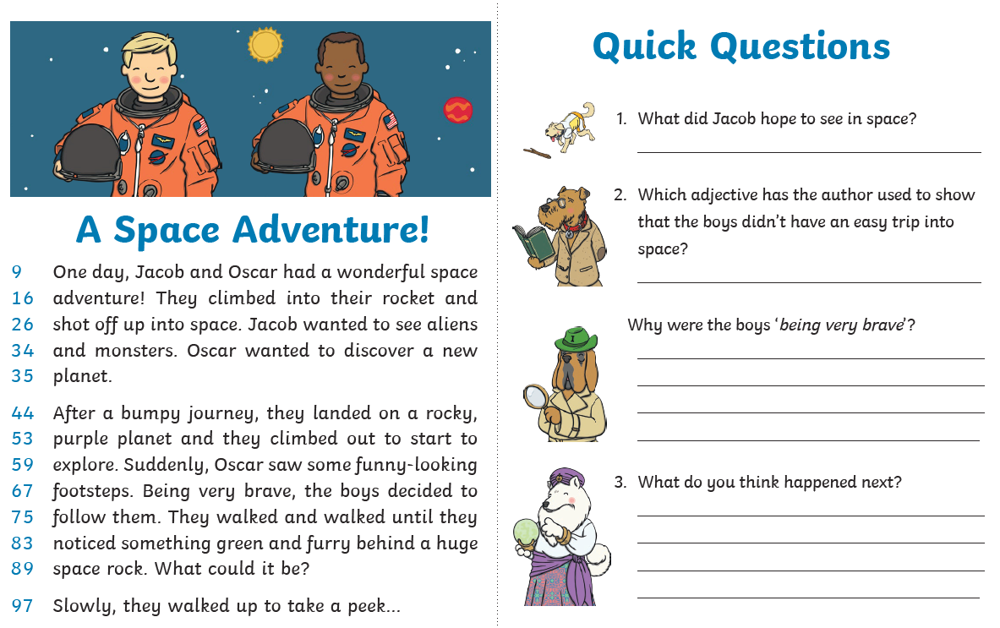 A Space Adventure!
9 One day, Jacob and Oscar had a wonderful space
16 adventure! They climbed into their rocket and
26 shot off up into space. Jacob wanted to see aliens
34 and monsters. Oscar wanted to discover a new
35 planet.
44 After a bumpy journey, they landed on a rocky,
53 purple planet and they climbed out to start to
59 explore. Suddenly, Oscar saw some funny-looking
67 footsteps. Being very brave, the boys decided to
75 follow them. They walked and walked until they
83 noticed something green and furry behind a huge
89 space rock. What could it be?
97 Slowly, they walked up to take a peek...
Quick Questions
1. What did Jacob hope to see in space?
2. Which adjective has the author used to show
that the boys didn't have an easy trip into
space?
I
Why were the boys ‘being very brave’?
3. What do you think happened next?